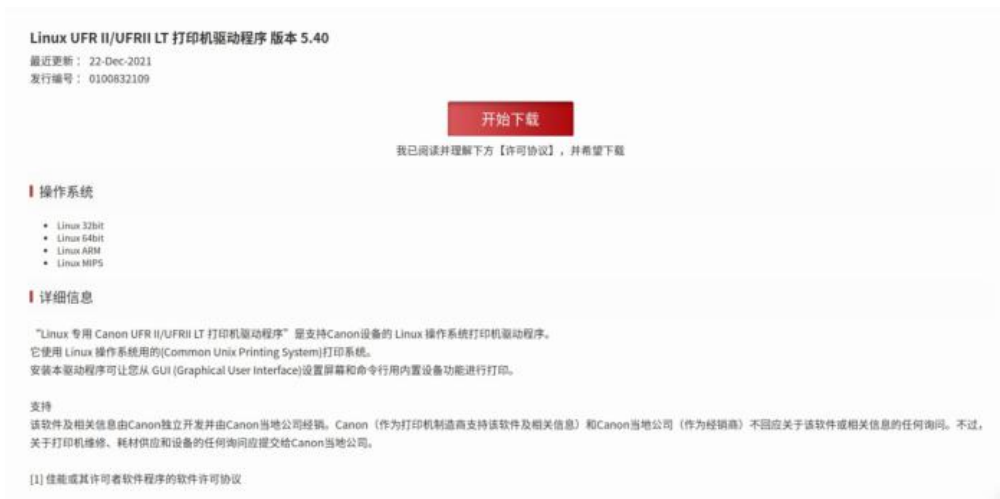 Linux UFR II/UFRII LT 打印机驱动程序 版本 5.40
最近更新： 22-Dec-2021
发行编号： 0100832109
开始下载
我已阅读并理解下方【许可协议】，并希望下载
操作系统
• Linux 32bit
• Linux 64bit
• Linux ARM
• Linux MIPS
详细信息
“Linux 专用 Canon UFR II/UFRII LT 打印机驱动程序”是支持Canon设备的 Linux 操作系统打印机驱动程序。
它使用 Linux 操作系统用的(Common Unix Printing System)打印系统。
安装本驱动程序可让您从 GUI (Graphical User Interface)设置屏幕和命令行用内置设备功能进行打印。
支持
该软件及相关信息由Canon独立开发并由Canon当地公司经销。Canon（作为打印机制造商支持该软件及相关信息）和Canon当地公司（作为经销商）不回应关于该软件或相关信息的任何询问。不过，
关于打印机维修、耗材供应和设备的任何询问应提交给Canon当地公司。
[1] 佳能或其许可者软件程序的软件许可协议